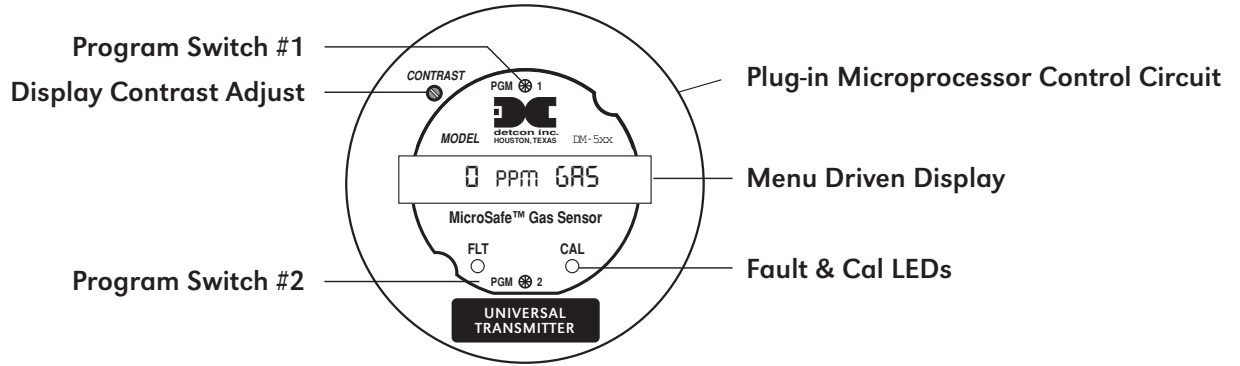 Program Switch #1
Display Contrast Adjust
Program Switch #2
CONTRAST
PGM 1
detcon inc.
HOUSTON, TEXAS
MODEL
DM-5xx
0 PPM GAS
MicroSafe™ Gas Sensor
FLT
CAL
PGM 2
UNIVERSAL
TRANSMITTER
Plug-in Microprocessor Control Circuit
Menu Driven Display
Fault & Cal LEDs